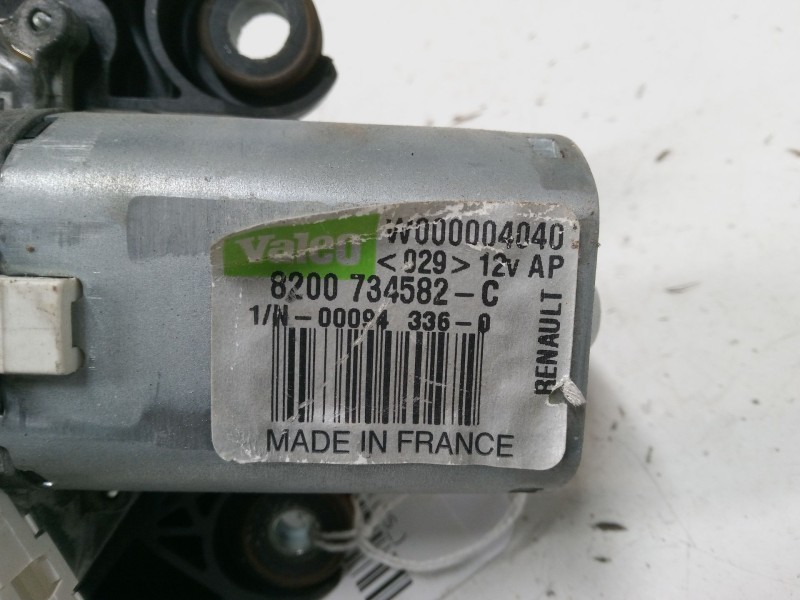 Valeo W000004040
<029> 12v AP
8200 734582-C
1/N-00094 336-0
RENAULT
MADE IN FRANCE